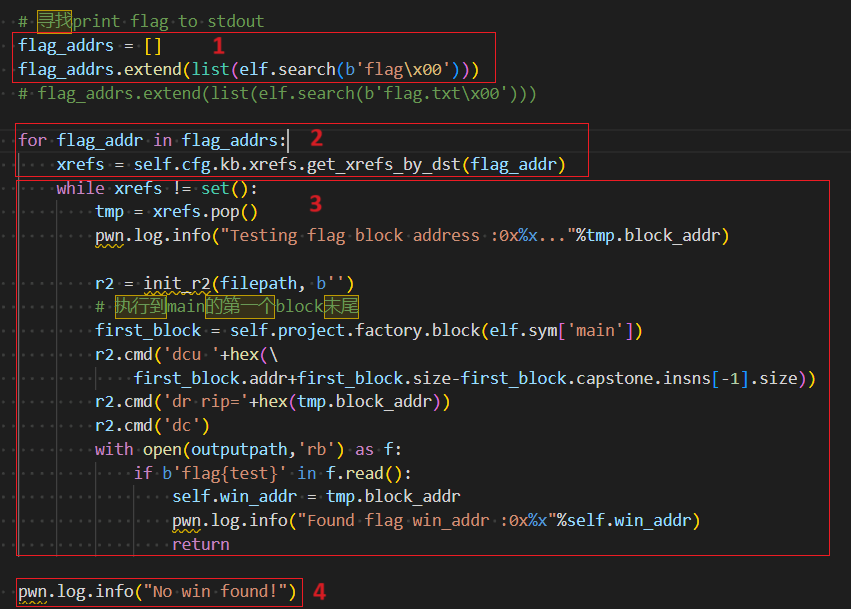 # 寻找print flag to stdout
flag_addrs = [] 1
flag_addrs.extend(list(elf.search(b'flag\x00')))
# flag_addrs.extend(list(elf.search(b'flag.txt\x00')))
for flag_addr in flag_addrs: 2
xrefs = self.cfg.kb.xrefs.get_xrefs_by_dst(flag_addr)
while xrefs != set():
tmp = xrefs.pop() 3
pwn.log.info("Testing flag block address :0x%x..."%tmp.block_addr)
r2 = init_r2(filepath, b'')
# 执行到main的第一个block末尾
first_block = self.project.factory.block(elf.sym['main'])
r2.cmd('dcu '+hex(\
first_block.addr+first_block.size-first_block.capstone.insns[-1].size))
r2.cmd('dr rip='+hex(tmp.block_addr))
r2.cmd('dc')
with open(outputpath,'rb') as f:
if b'flag{test}' in f.read():
self.win_addr = tmp.block_addr
pwn.log.info("Found flag win_addr :0x%x"%self.win_addr)
return
pwn.log.info("No win found!") 4